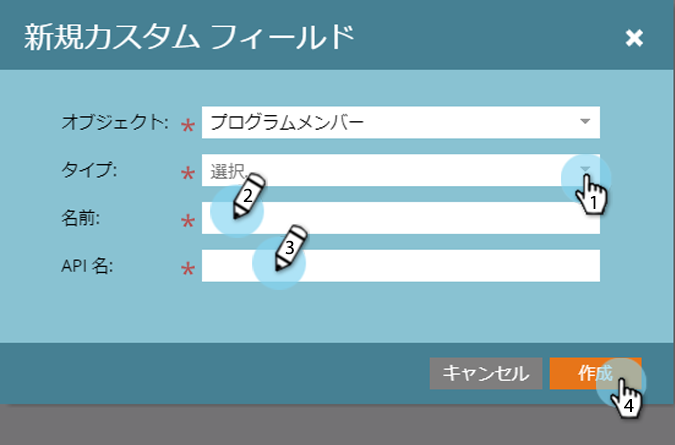 新規カスタム フィールド
オブジェクト: * プログラムメンバー
タイプ: * 選択... 1
名前: * 2
API 名: * 3
キャンセル 作成 4